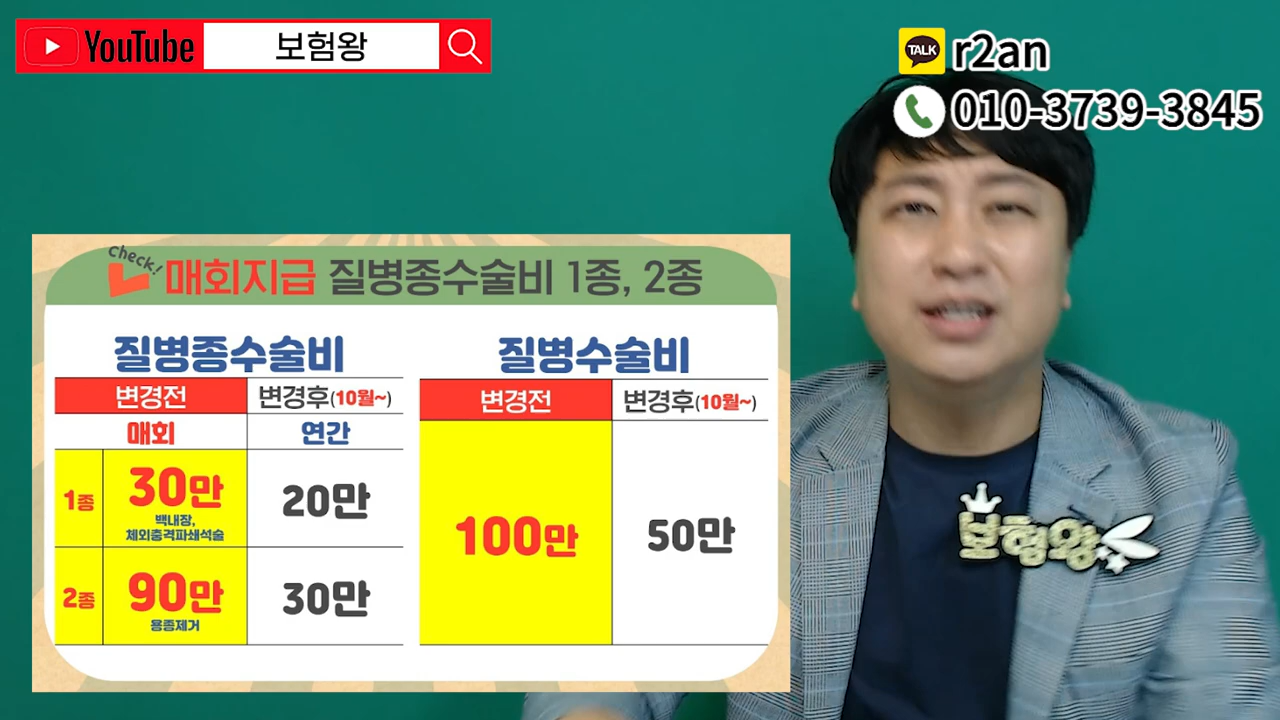 YouTube 보험왕
TALK r2an
010-3739-3845
Check!
매회지급 질병종수술비 1종, 2종
질병종수술비
변경전 변경후(10월~)
매회 연간
1종 30만 20만
백내장,
체외충격파쇄석술
2종 90만 30만
용종제거
질병수술비
변경전 변경후(10월~)
100만 50만
보험왕